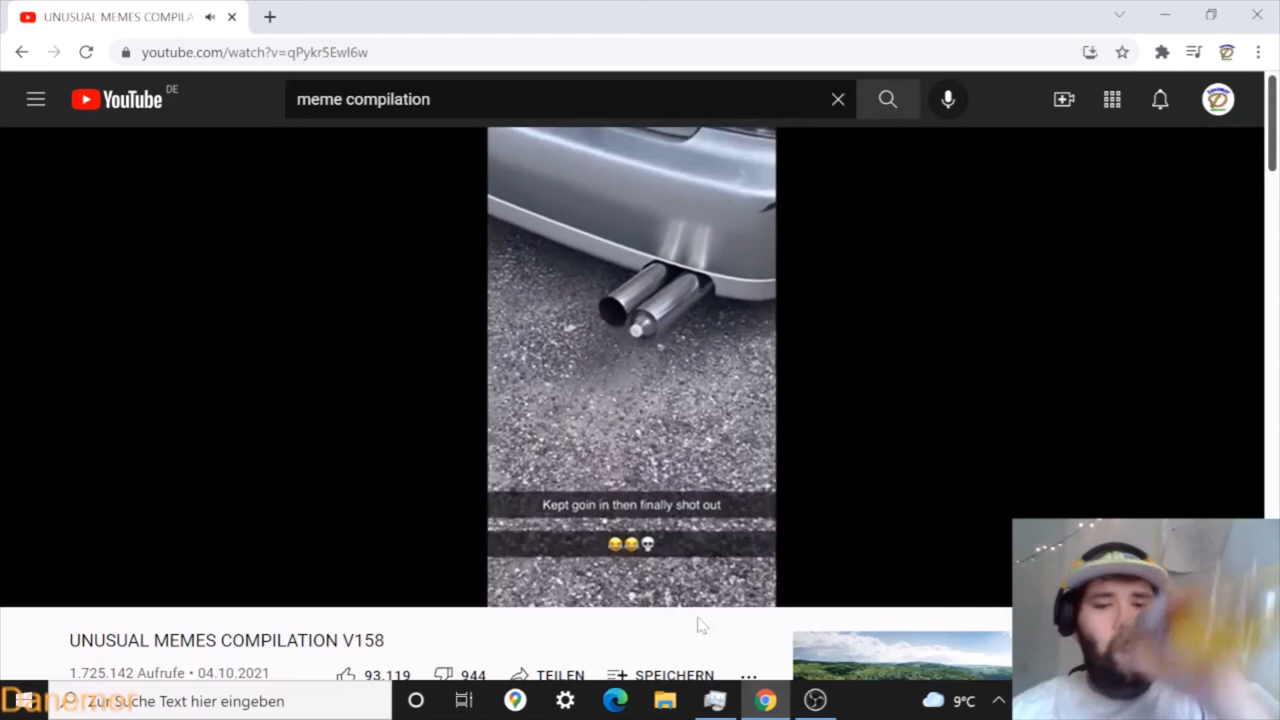 UNUSUAL MEMES COMPILA
youtube.com/watch?v=qPykr5EwI6w
YouTube DE
meme compilation
Kept goin in then finally shot out
😂😂💀
UNUSUAL MEMES COMPILATION V158
1.725.142 Aufrufe • 04.10.2021
93.119
944
TEILEN
SPEICHERN
Danemor
Zur Suche Text hier eingeben
9°C